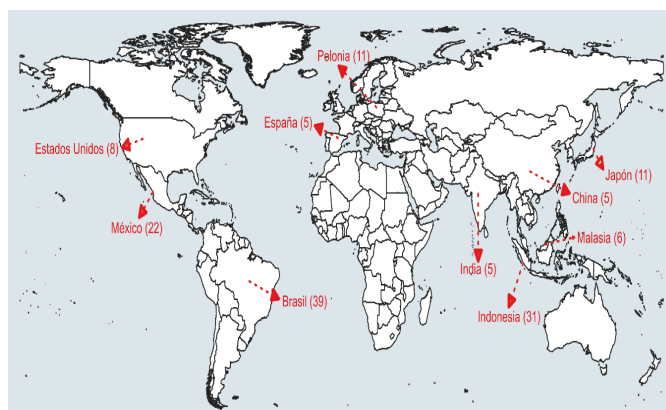 Polonia (11)
España (5)
Estados Unidos (8)
Japón (11)
China (5)
México (22)
Malasia (6)
India (5)
Brasil (39)
Indonesia (31)